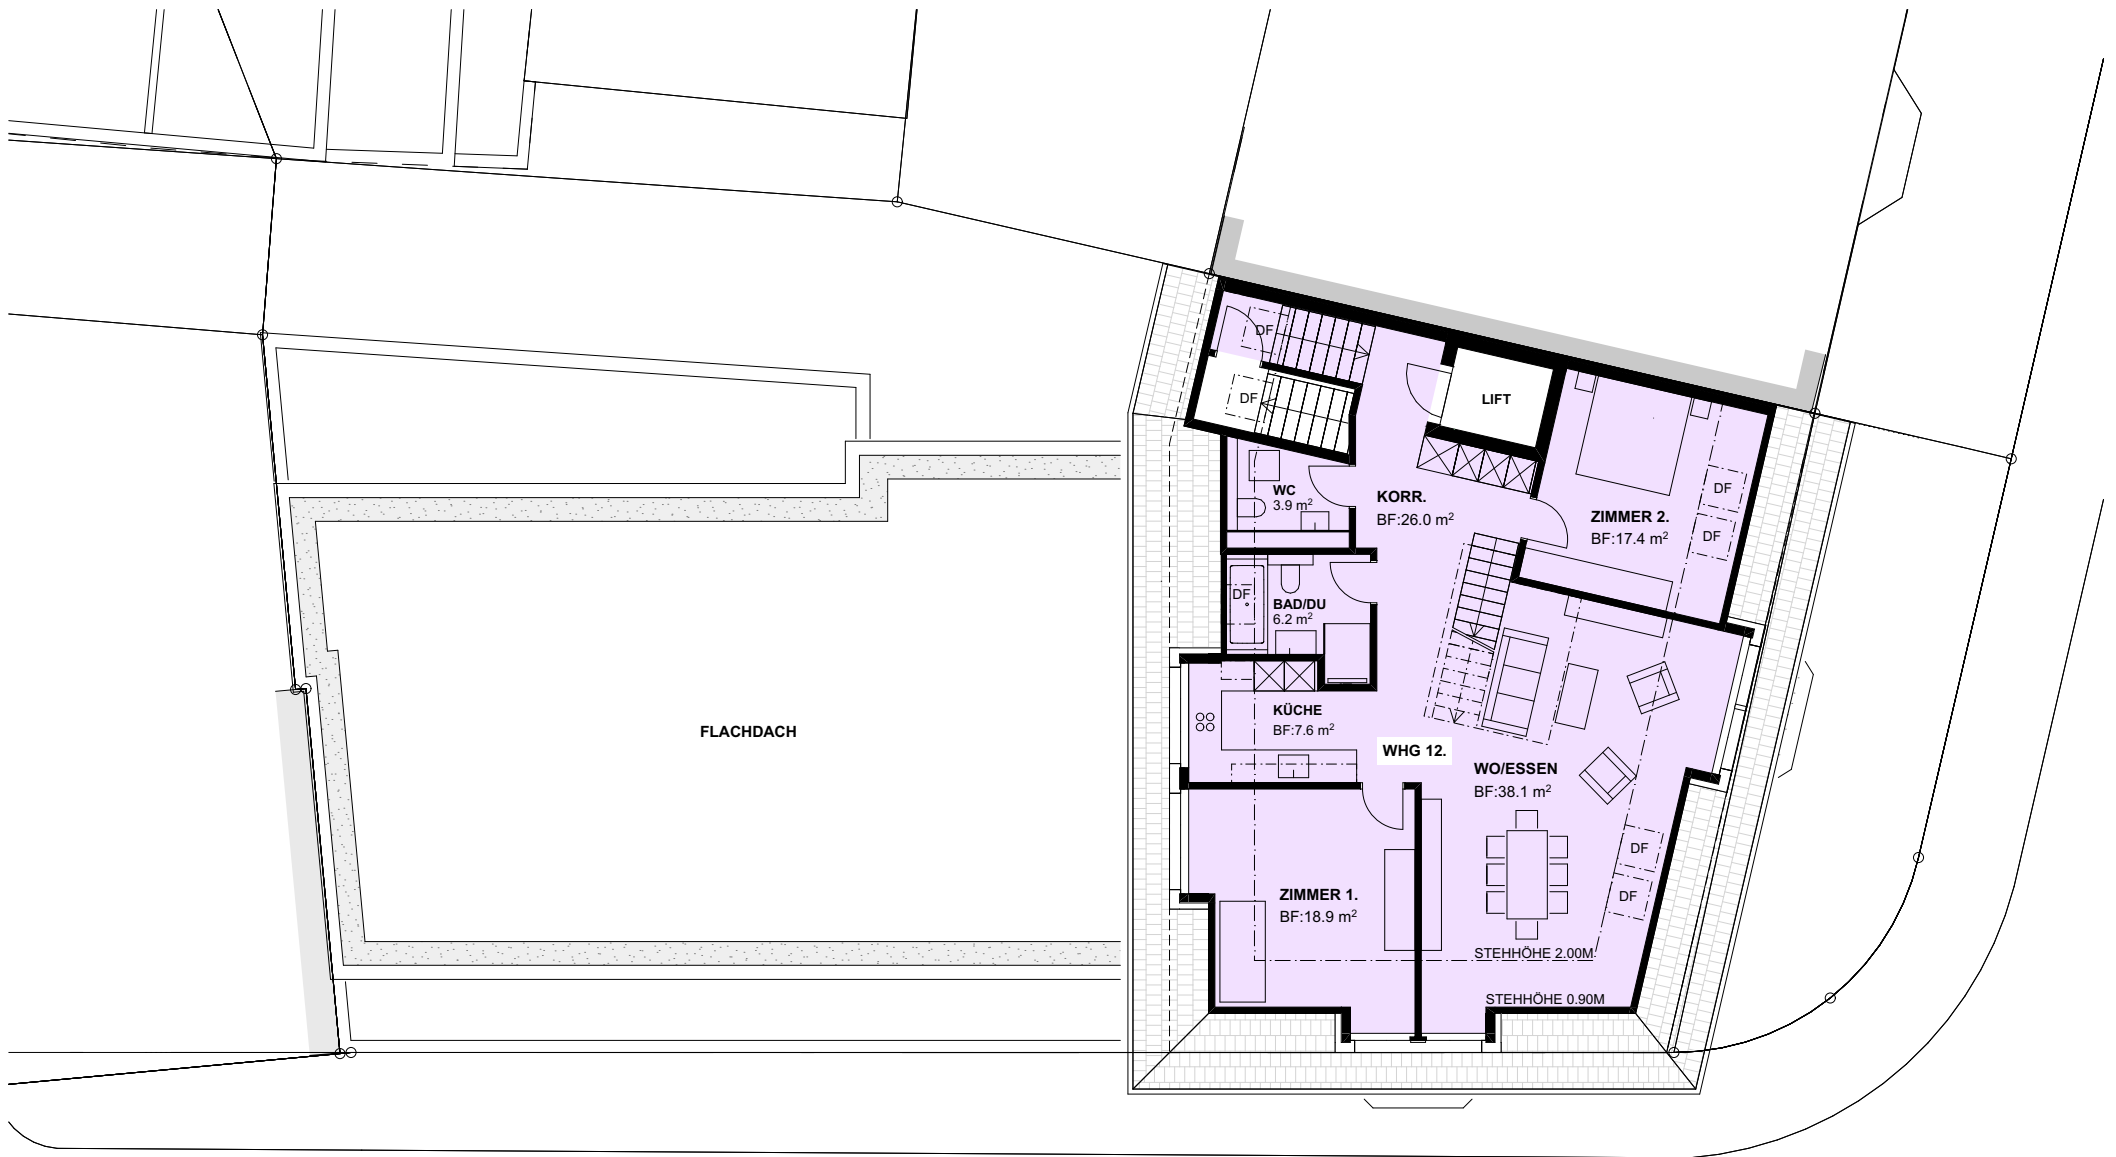 DF
DF
LIFT
WC
3.9 m²
KORR.
BF:26.0 m²
ZIMMER 2.
BF:17.4 m²
DF
DF
DF
BAD/DU
6.2 m²
KÜCHE
BF:7.6 m²
FLACHDACH
WHG 12.
WO/ESSEN
BF:38.1 m²
DF
DF
ZIMMER 1.
BF:18.9 m²
STEHHÖHE 2.00M
STEHHÖHE 0.90M